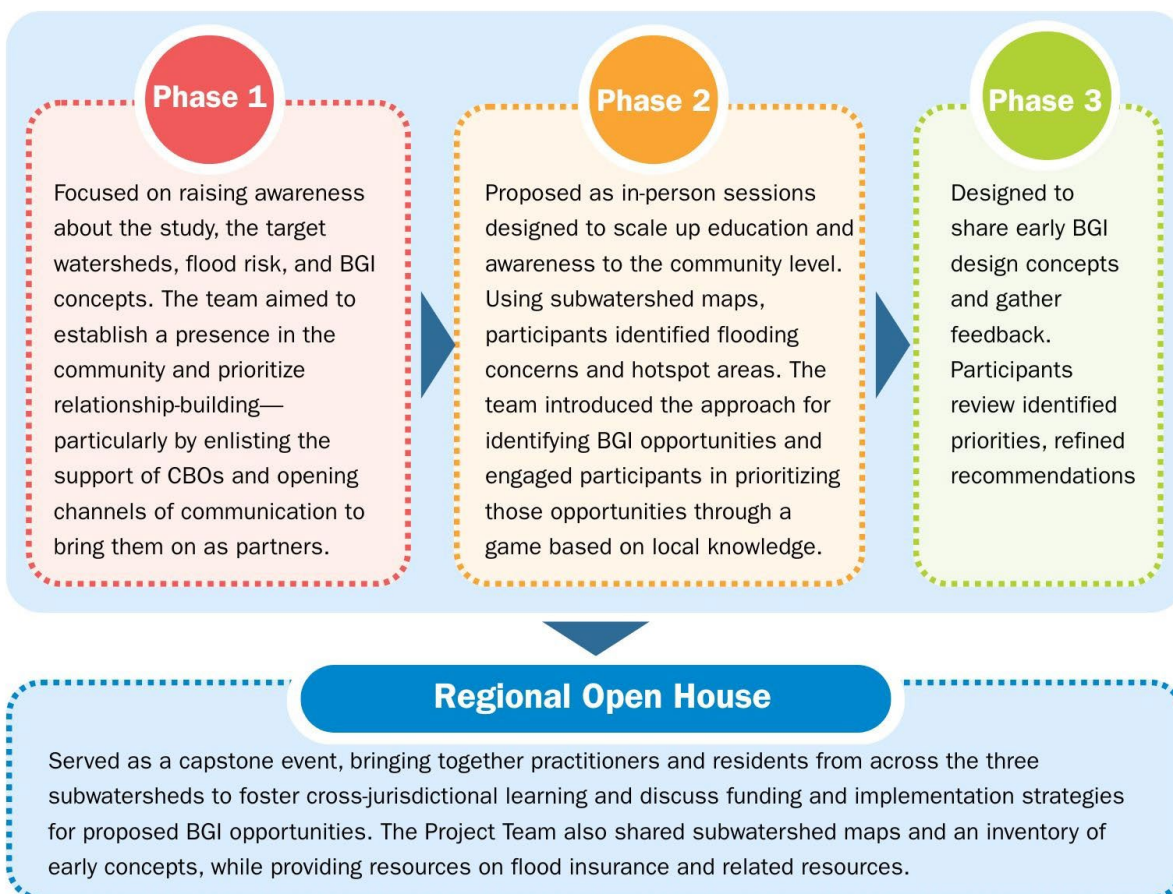 Phase 1
Focused on raising awareness
about the study, the target
watersheds, flood risk, and BGI
concepts. The team aimed to
establish a presence in the
community and prioritize
relationship-building—
particularly by enlisting the
support of CBOs and opening
channels of communication to
bring them on as partners.
Phase 2
Proposed as in-person sessions
designed to scale up education and
awareness to the community level.
Using subwatershed maps,
participants identified flooding
concerns and hotspot areas. The
team introduced the approach for
identifying BGI opportunities and
engaged participants in prioritizing
those opportunities through a
game based on local knowledge.
Phase 3
Designed to
share early BGI
design concepts
and gather
feedback.
Participants
review identified
priorities, refined
recommendations
Regional Open House
Served as a capstone event, bringing together practitioners and residents from across the three
subwatersheds to foster cross-jurisdictional learning and discuss funding and implementation strategies
for proposed BGI opportunities. The Project Team also shared subwatershed maps and an inventory of
early concepts, while providing resources on flood insurance and related resources.